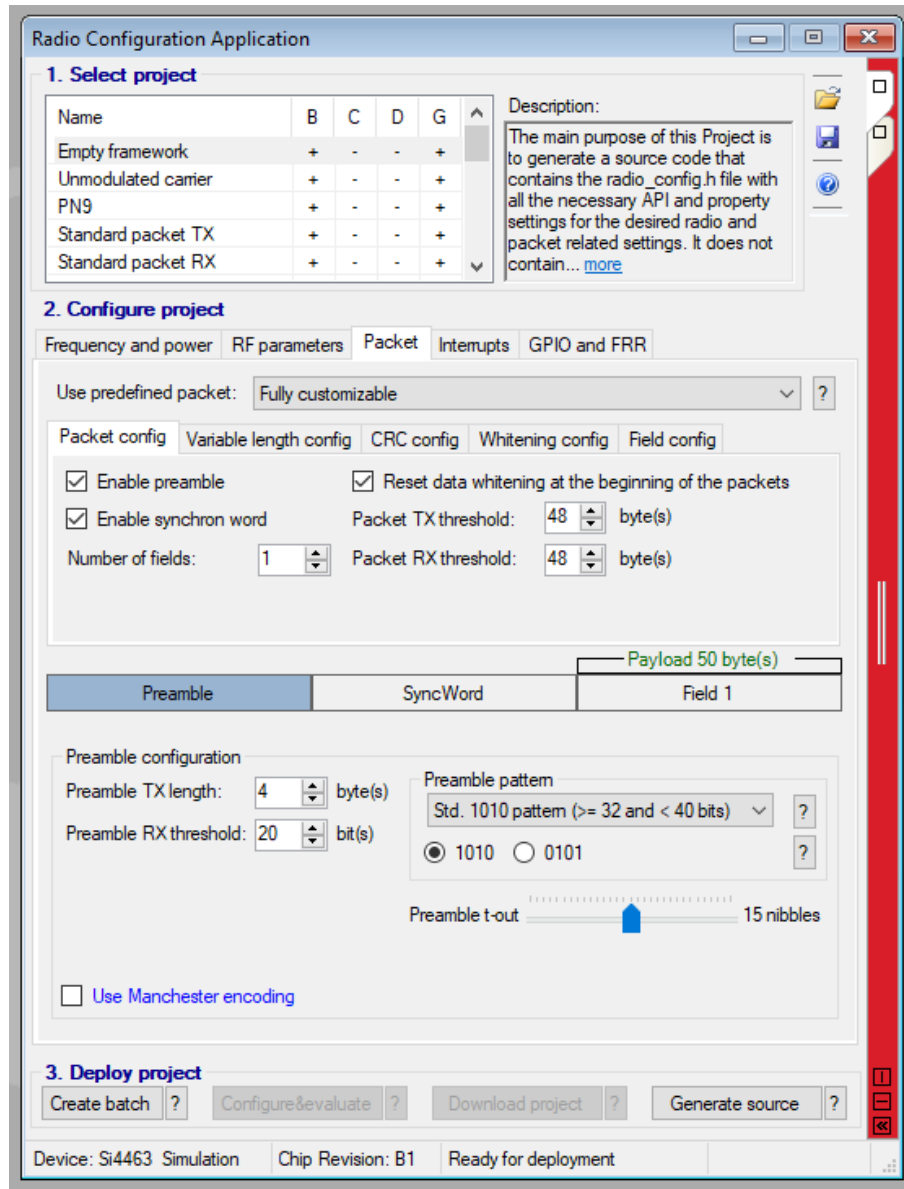 Radio Configuration Application
1. Select project
Name B C D G
Empty framework + - - +
Unmodulated carrier + - - +
PN9 + - - +
Standard packet TX + - - +
Standard packet RX + - - +
Description:
The main purpose of this Project is
to generate a source code that
contains the radio_config.h file with
all the necessary API and property
settings for the desired radio and
packet related settings. It does not
contain... more
2. Configure project
Frequency and power RF parameters Packet Interrupts GPIO and FRR
Use predefined packet: Fully customizable ?
Packet config Variable length config CRC config Whitening config Field config
Enable preamble Reset data whitening at the beginning of the packets
Enable synchron word Packet TX threshold: 48 byte(s)
Number of fields: 1 Packet RX threshold: 48 byte(s)
Payload 50 byte(s)
Preamble SyncWord Field 1
Preamble configuration
Preamble TX length: 4 byte(s)
Preamble RX threshold: 20 bit(s)
Preamble pattern
Std. 1010 pattern (>= 32 and < 40 bits) ?
1010 0101 ?
Preamble t-out 15 nibbles
Use Manchester encoding
3. Deploy project
Create batch ? Configure&evaluate ? Download project ? Generate source ?
Device: Si4463 Simulation Chip Revision: B1 Ready for deployment